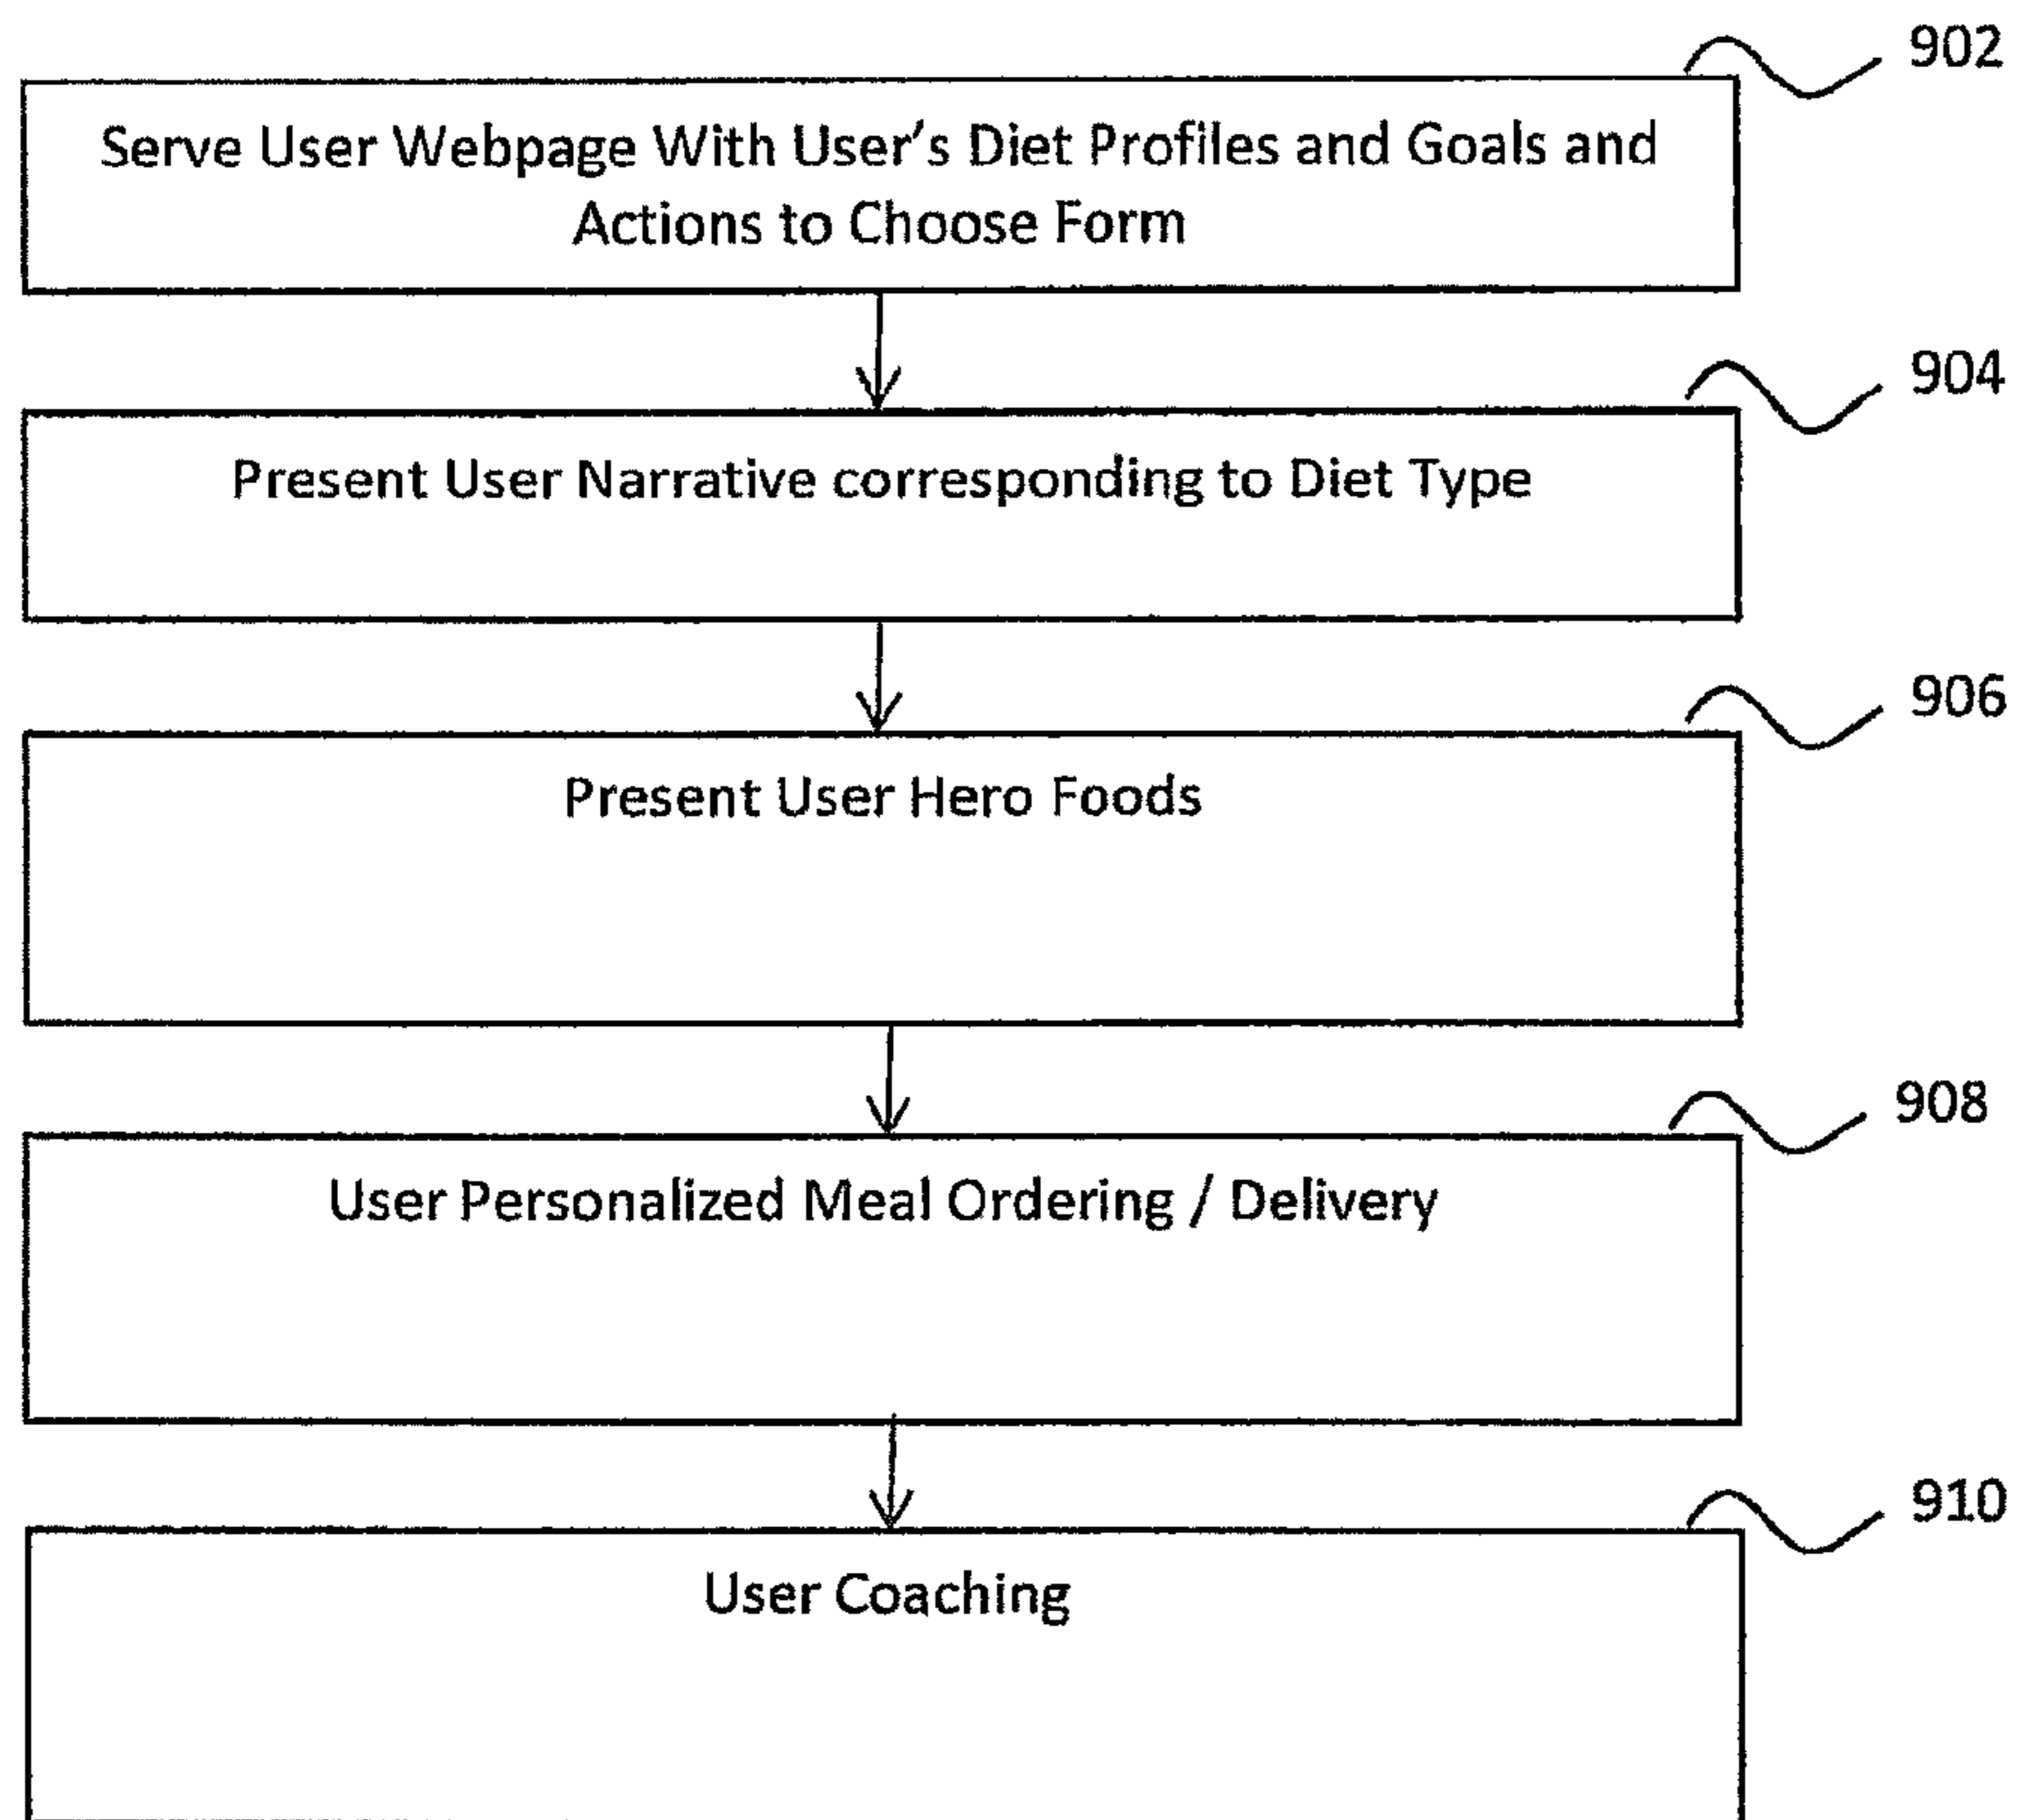 902
Serve User Webpage With User's Diet Profiles and Goals and
Actions to Choose Form
904
Present User Narrative corresponding to Diet Type
906
Present User Hero Foods
908
User Personalized Meal Ordering / Delivery
910
User Coaching